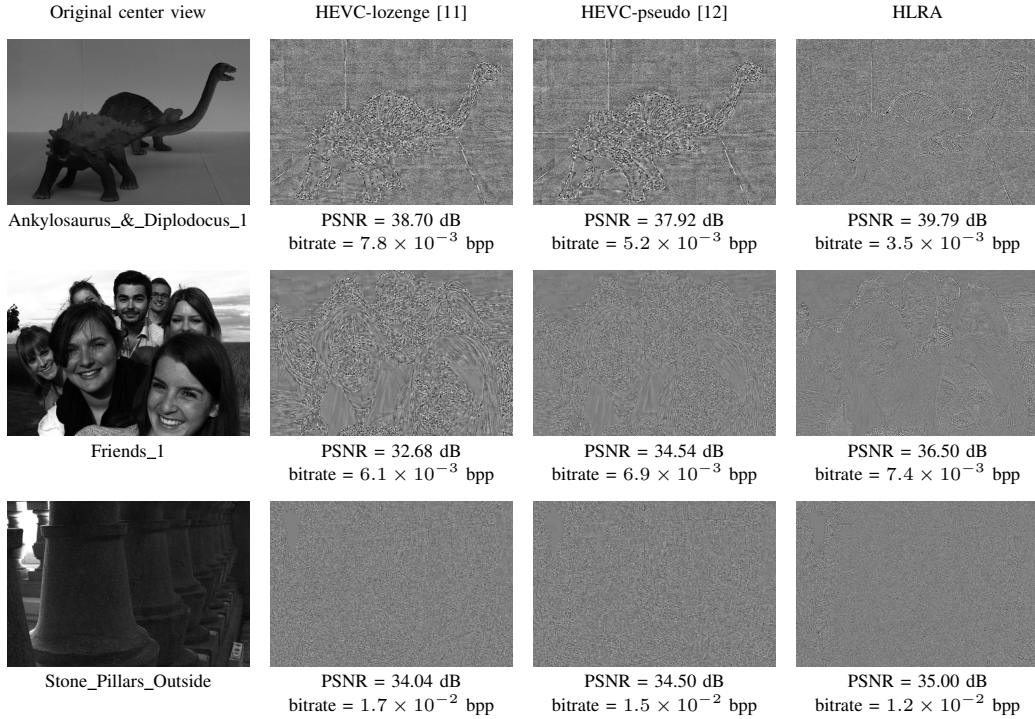 Original center view
HEVC-lozenge [11]
HEVC-pseudo [12]
HLRA
Ankylosaurus_&_Diplodocus_1
PSNR = 38.70 dB
bitrate = 7.8 × 10⁻³ bpp
PSNR = 37.92 dB
bitrate = 5.2 × 10⁻³ bpp
PSNR = 39.79 dB
bitrate = 3.5 × 10⁻³ bpp
Friends_1
PSNR = 32.68 dB
bitrate = 6.1 × 10⁻³ bpp
PSNR = 34.54 dB
bitrate = 6.9 × 10⁻³ bpp
PSNR = 36.50 dB
bitrate = 7.4 × 10⁻³ bpp
Stone_Pillars_Outside
PSNR = 34.04 dB
bitrate = 1.7 × 10⁻² bpp
PSNR = 34.50 dB
bitrate = 1.5 × 10⁻² bpp
PSNR = 35.00 dB
bitrate = 1.2 × 10⁻² bpp